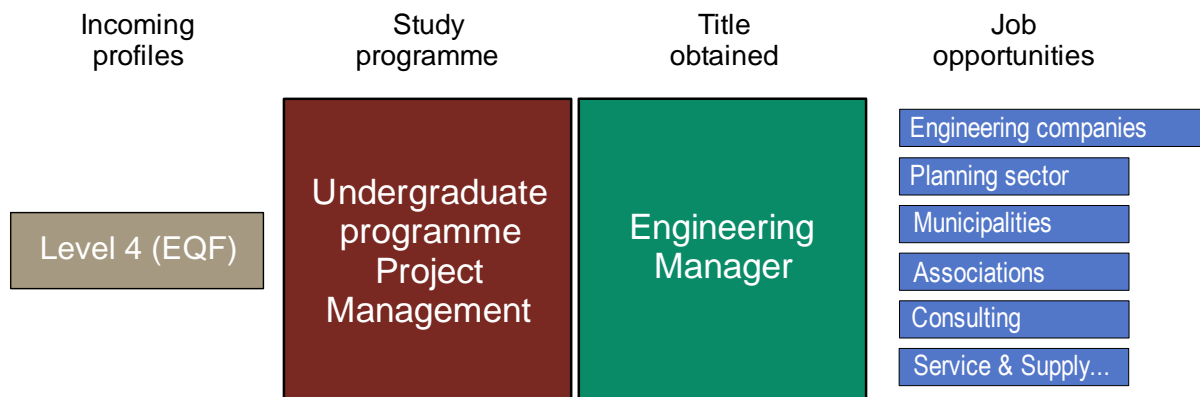 Incoming
profiles
Study
programme
Title
obtained
Job
opportunities
Level 4 (EQF)
Undergraduate
programme
Project
Management
Engineering
Manager
Engineering companies
Planning sector
Municipalities
Associations
Consulting
Service & Supply...